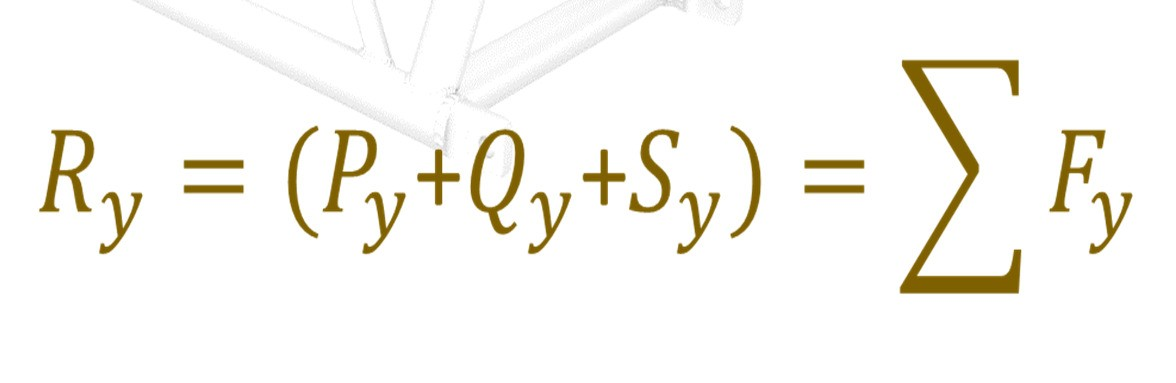 R_y = (P_y+Q_y+S_y) = ∑ F_y